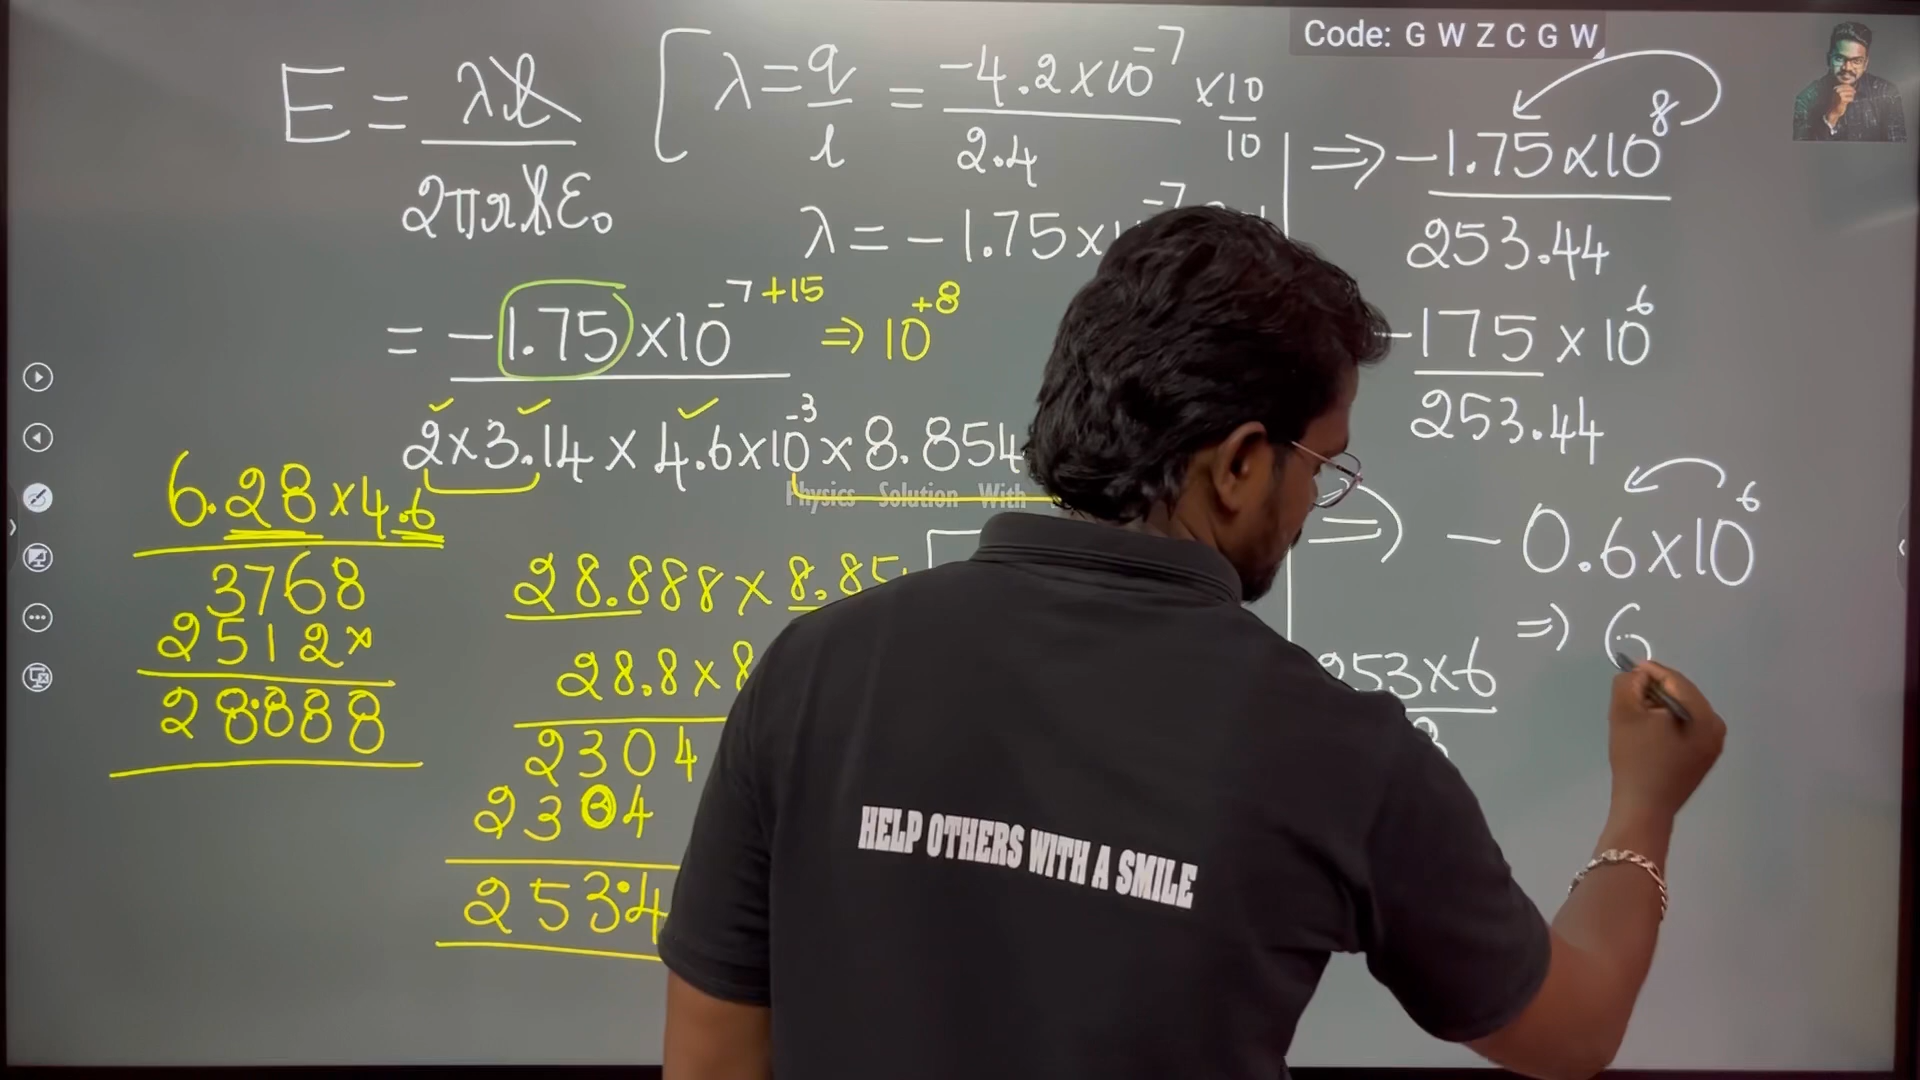 Code: G W Z C G W
E = λl / 2πrlε₀
[ λ = q / l = -4.2×10⁻⁷ / 2.4 ×10/10
λ = -1.75×
= -1.75×10⁻⁷ ⁺¹⁵ ⇒ 10⁺⁸
2×3.14 × 4.6×10⁻³ × 8.854
Physics Solution With
6.28×4.6
3768
2512×
28.888
28.888 × 8.85
28.8×8
2304
2304
253.4
⇒ -1.75×10⁸
253.44
-175 × 10⁶
253.44
⇒ -0.6×10⁶
⇒ 6
253×6
HELP OTHERS WITH A SMILE